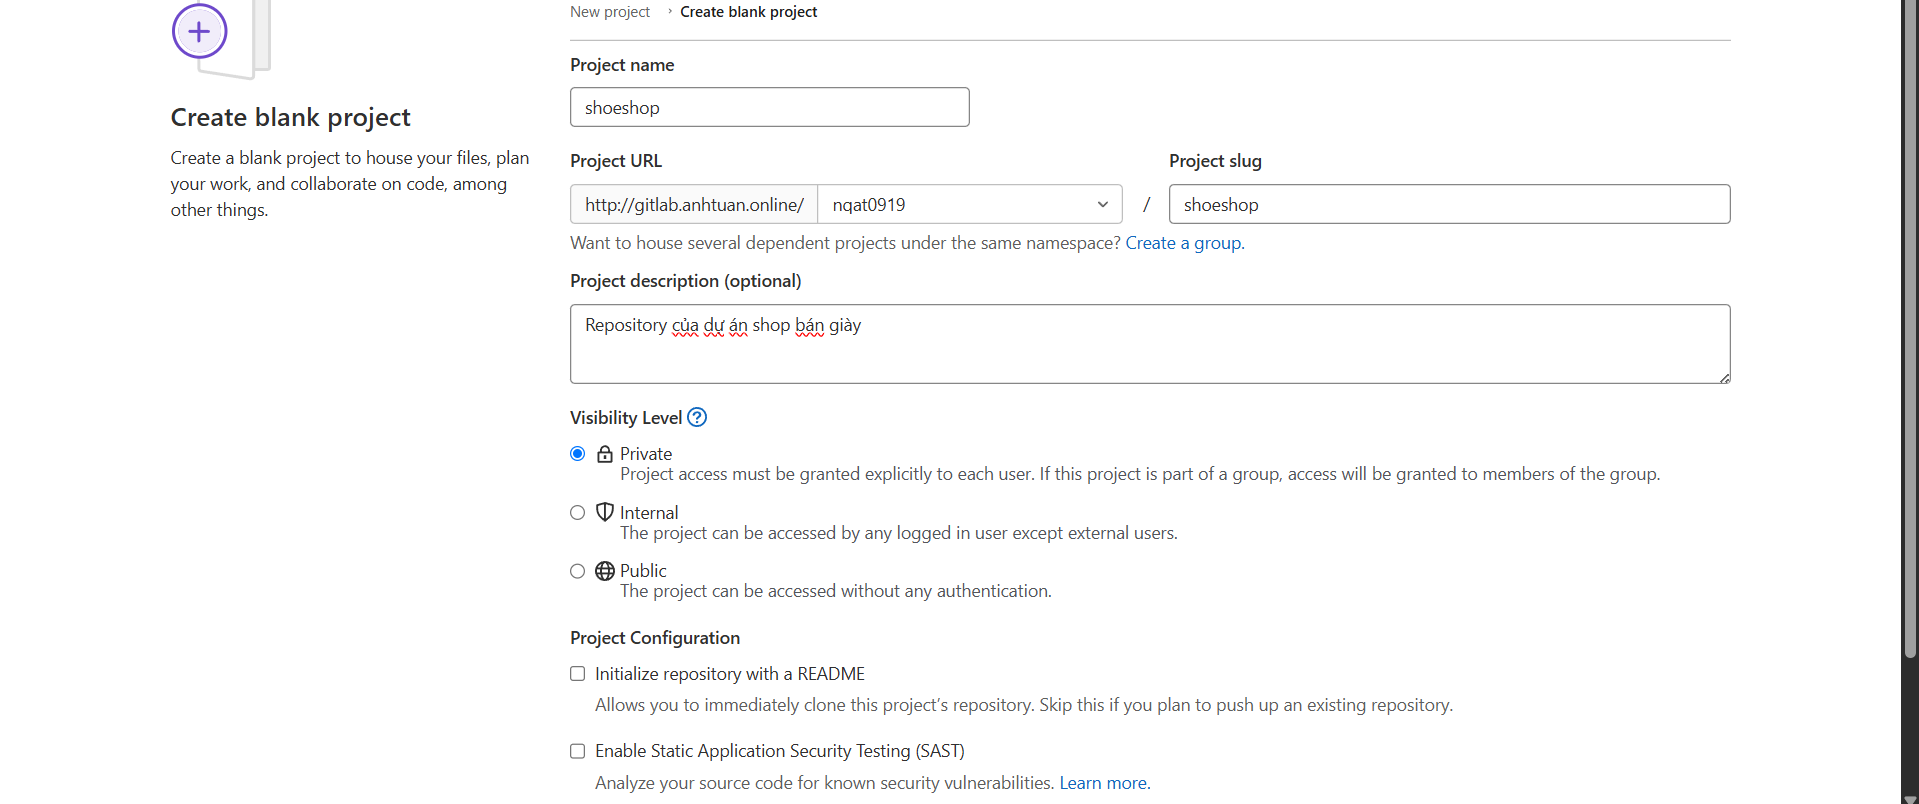 New project › Create blank project
Create blank project
Create a blank project to house your files, plan
your work, and collaborate on code, among
other things.
Project name
shoeshop
Project URL
Project slug
http://gitlab.anhtuan.online/ nqat0919 / shoeshop
Want to house several dependent projects under the same namespace? Create a group.
Project description (optional)
Repository của dự án shop bán giày
Visibility Level
Private
Project access must be granted explicitly to each user. If this project is part of a group, access will be granted to members of the group.
Internal
The project can be accessed by any logged in user except external users.
Public
The project can be accessed without any authentication.
Project Configuration
Initialize repository with a README
Allows you to immediately clone this project’s repository. Skip this if you plan to push up an existing repository.
Enable Static Application Security Testing (SAST)
Analyze your source code for known security vulnerabilities. Learn more.